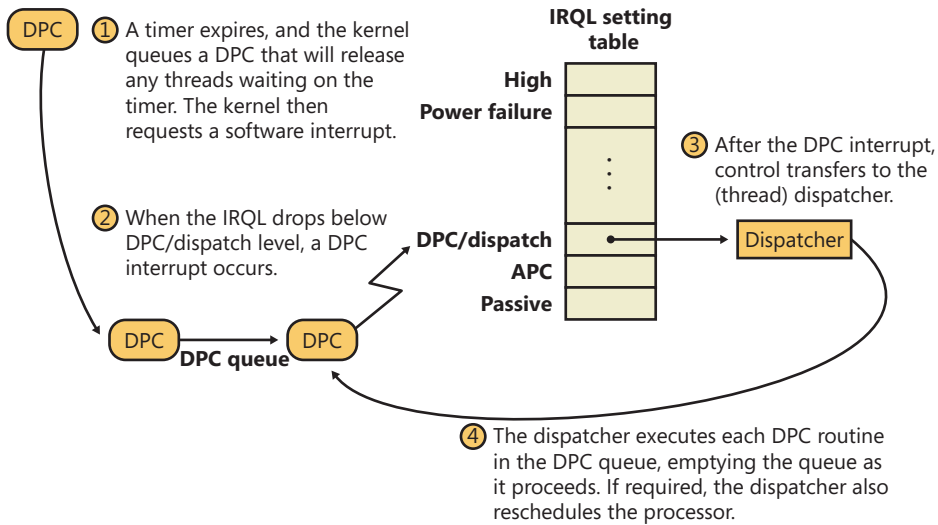 DPC
1 A timer expires, and the kernel
queues a DPC that will release
any threads waiting on the
timer. The kernel then
requests a software interrupt.
IRQL setting
table
High
Power failure
3 After the DPC interrupt,
control transfers to the
(thread) dispatcher.
2 When the IRQL drops below
DPC/dispatch level, a DPC
interrupt occurs.
DPC/dispatch
Dispatcher
APC
Passive
DPC
DPC queue
DPC
4 The dispatcher executes each DPC routine
in the DPC queue, emptying the queue as
it proceeds. If required, the dispatcher also
reschedules the processor.